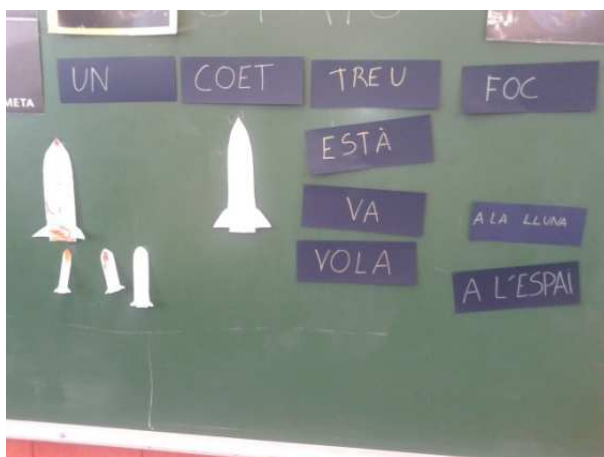 META
UN COET TREU FOC
ESTÀ
VA A LA LLUNA
VOLA A L'ESPAI